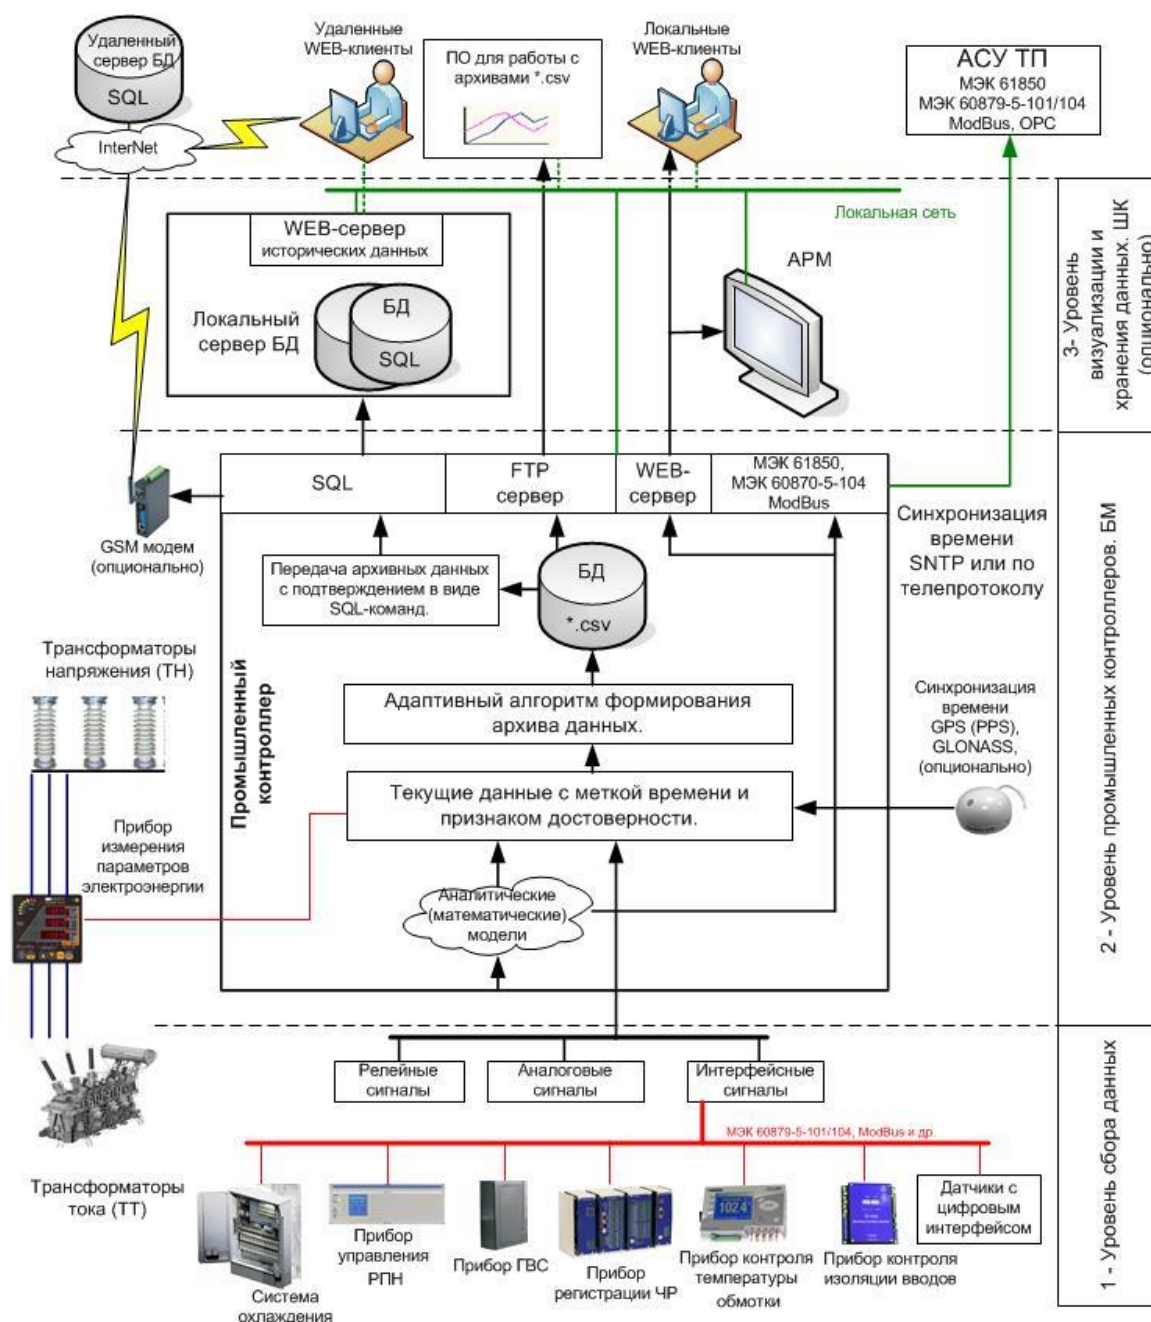 Удаленный
сервер БД
SQL
InterNet
Удаленные
WEB-клиенты
ПО для работы с
архивами *.csv
Локальные
WEB-клиенты
АСУ ТП
МЭК 61850
МЭК 60879-5-101/104
ModBus, OPC
Локальная сеть
WEB-сервер
исторических данных
Локальный
сервер БД
БД
SQL
АРМ
3- Уровень
визуализации и
хранения данных. ШК
(опционально)
SQL
FTP
сервер
WEB-
сервер
МЭК 61850,
МЭК 60870-5-104
ModBus
GSM модем
(опционально)
Передача архивных данных
с подтверждением в виде
SQL-команд.
БД
*.csv
Синхронизация
времени
SNTP или по
телепротоколу
Трансформаторы
напряжения (ТН)
Промышленный
контроллер
Адаптивный алгоритм формирования
архива данных.
Синхронизация
времени
GPS (PPS),
GLONASS,
(опционально)
Текущие данные с меткой времени и
признаком достоверности.
Прибор
измерения
параметров
электроэнергии
Аналитические
(математические)
модели
2 - Уровень промышленных контроллеров. БМ
Релейные
сигналы
Аналоговые
сигналы
Интерфейсные
сигналы
МЭК 60879-5-101/104, ModBus и др.
Трансформаторы
тока (ТТ)
Система
охлаждения
Прибор
управления
РПН
Прибор ГВС
Прибор
регистрации ЧР
1024
Прибор контроля
температуры
обмотки
Прибор контроля
изоляции вводов
Датчики с
цифровым
интерфейсом
1 - Уровень сбора данных